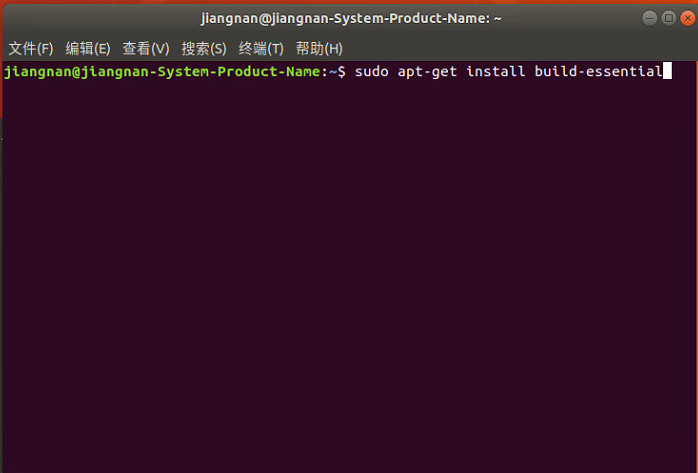 jiangnan@jiangnan-System-Product-Name: ~
文件(F) 编辑(E) 查看(V) 搜索(S) 终端(T) 帮助(H)
jiangnan@jiangnan-System-Product-Name:~$ sudo apt-get install build-essential